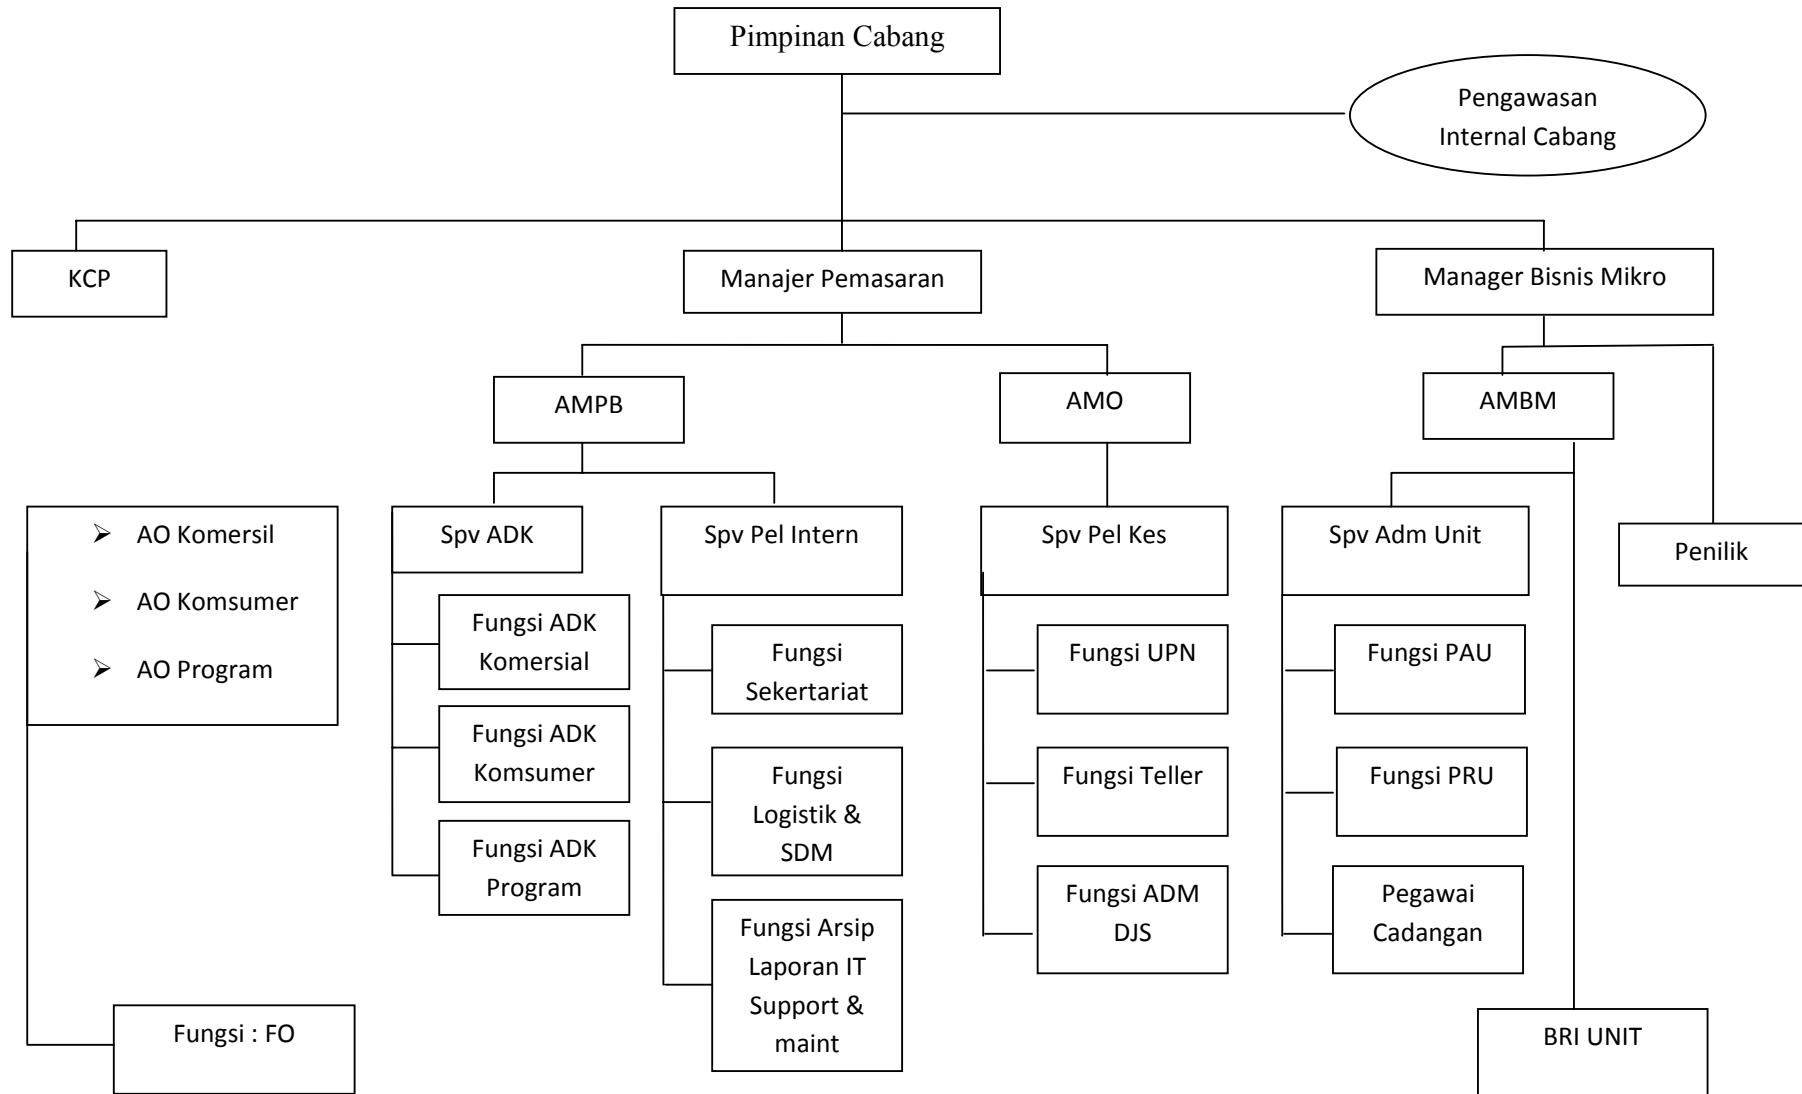 Pimpinan Cabang
Pengawasan
Internal Cabang
KCP
Manajer Pemasaran
Manager Bisnis Mikro
AMPB
AMO
AMBM
➢ AO Komersil
➢ AO Komsumer
➢ AO Program
Spv ADK
Spv Pel Intern
Spv Pel Kes
Spv Adm Unit
Penilik
Fungsi ADK
Komersial
Fungsi ADK
Komsumer
Fungsi ADK
Program
Fungsi
Sekertariat
Fungsi
Logistik &
SDM
Fungsi Arsip
Laporan IT
Support &
maint
Fungsi UPN
Fungsi Teller
Fungsi ADM
DJS
Fungsi PAU
Fungsi PRU
Pegawai
Cadangan
Fungsi : FO
BRI UNIT